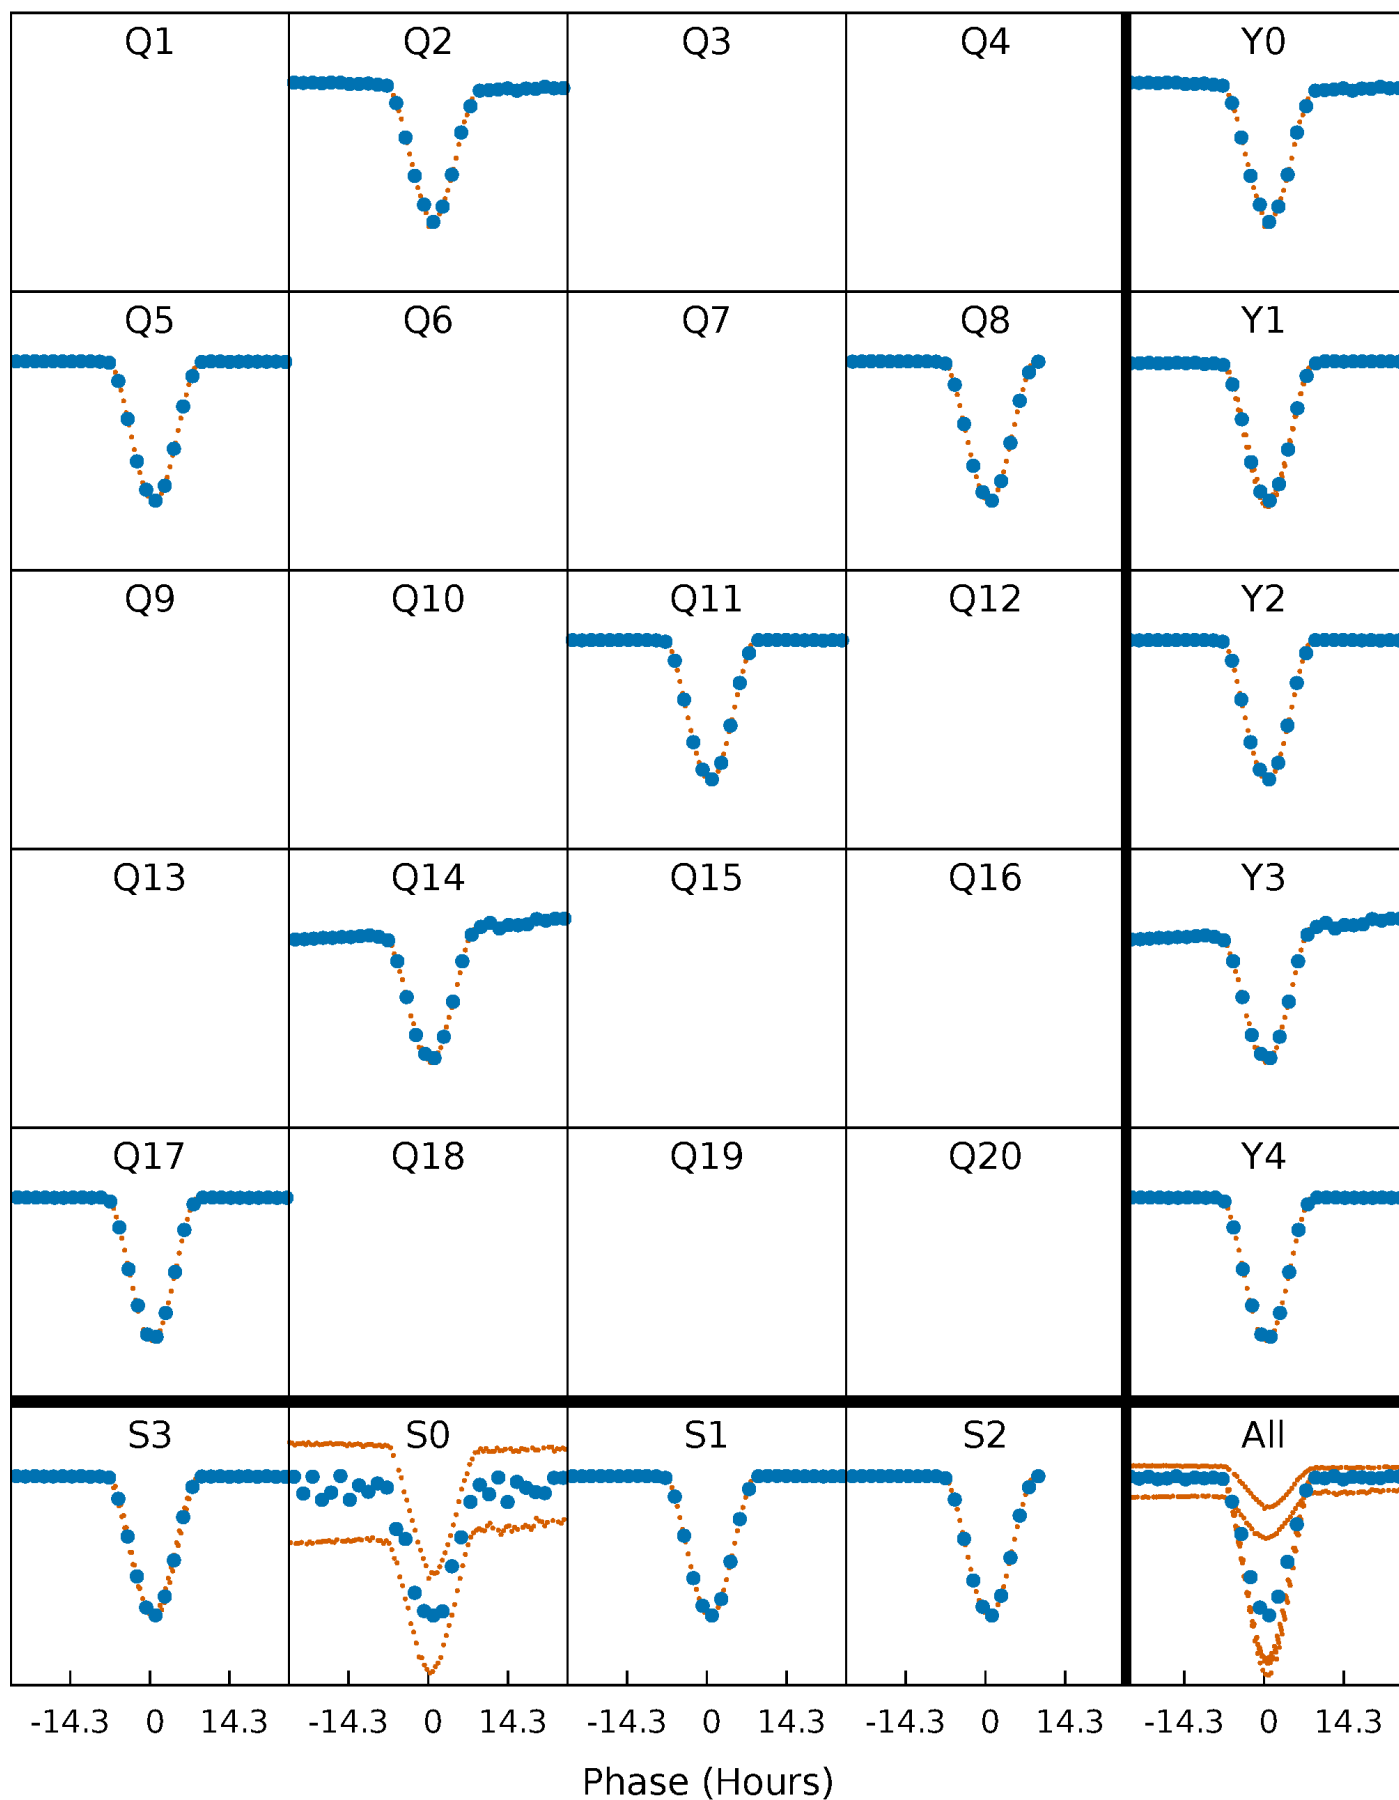 Q1 Q2 Q3 Q4 Y0
Q5 Q6 Q7 Q8 Y1
Q9 Q10 Q11 Q12 Y2
Q13 Q14 Q15 Q16 Y3
Q17 Q18 Q19 Q20 Y4
S3 S0 S1 S2 All
-14.3 0 14.3 -14.3 0 14.3 -14.3 0 14.3 -14.3 0 14.3 -14.3 0 14.3
Phase (Hours)